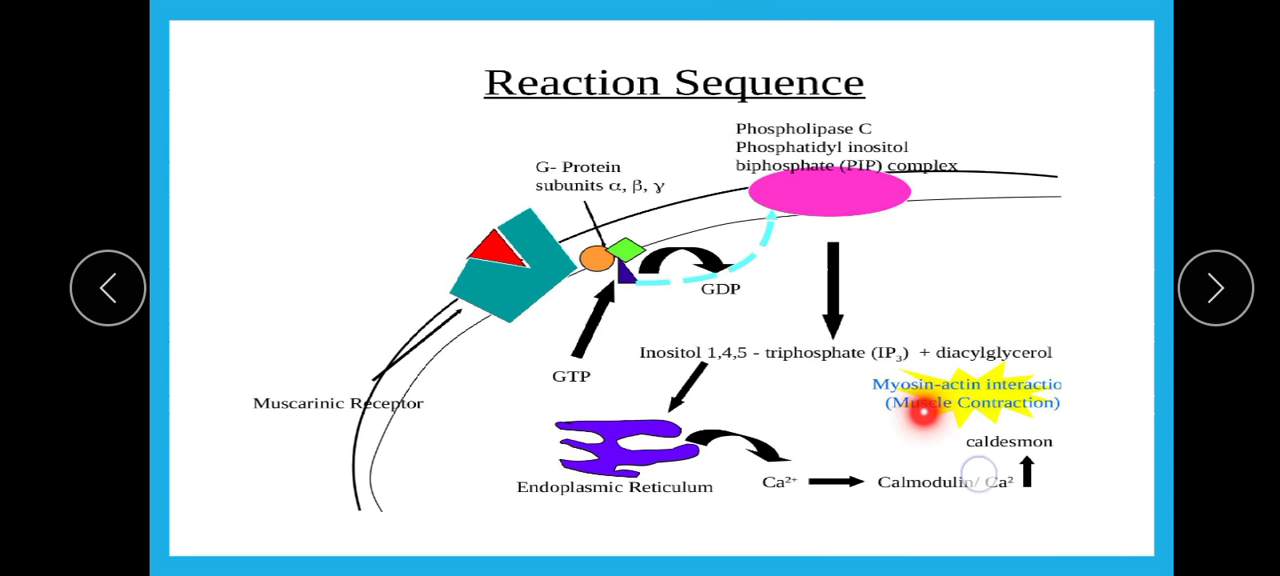 Reaction Sequence
Phospholipase C
Phosphatidyl inositol
biphosphate (PIP) complex
G- Protein
subunits α, β, γ
GDP
GTP
Inositol 1,4,5 - triphosphate (IP₃) + diacylglycerol
Muscarinic Receptor
Myosin-actin interactio
(Muscle Contraction)
caldesmon
Endoplasmic Reticulum
Ca²⁺
Calmodulin/ Ca²